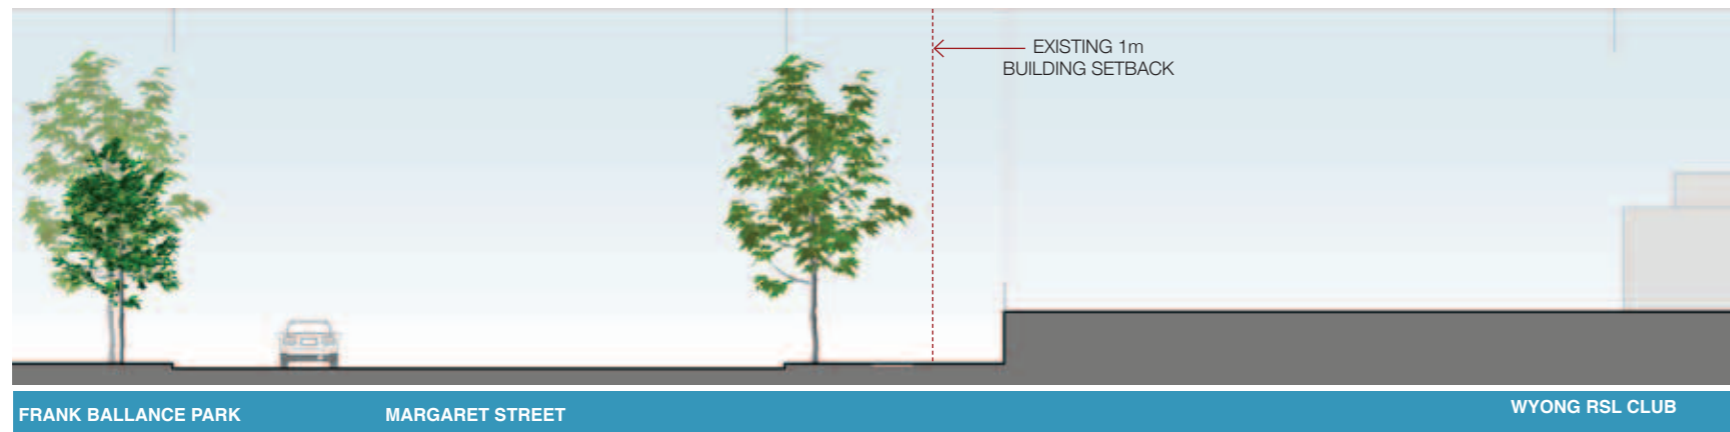 EXISTING 1m
BUILDING SETBACK
FRANK BALLANCE PARK
MARGARET STREET
WYONG RSL CLUB